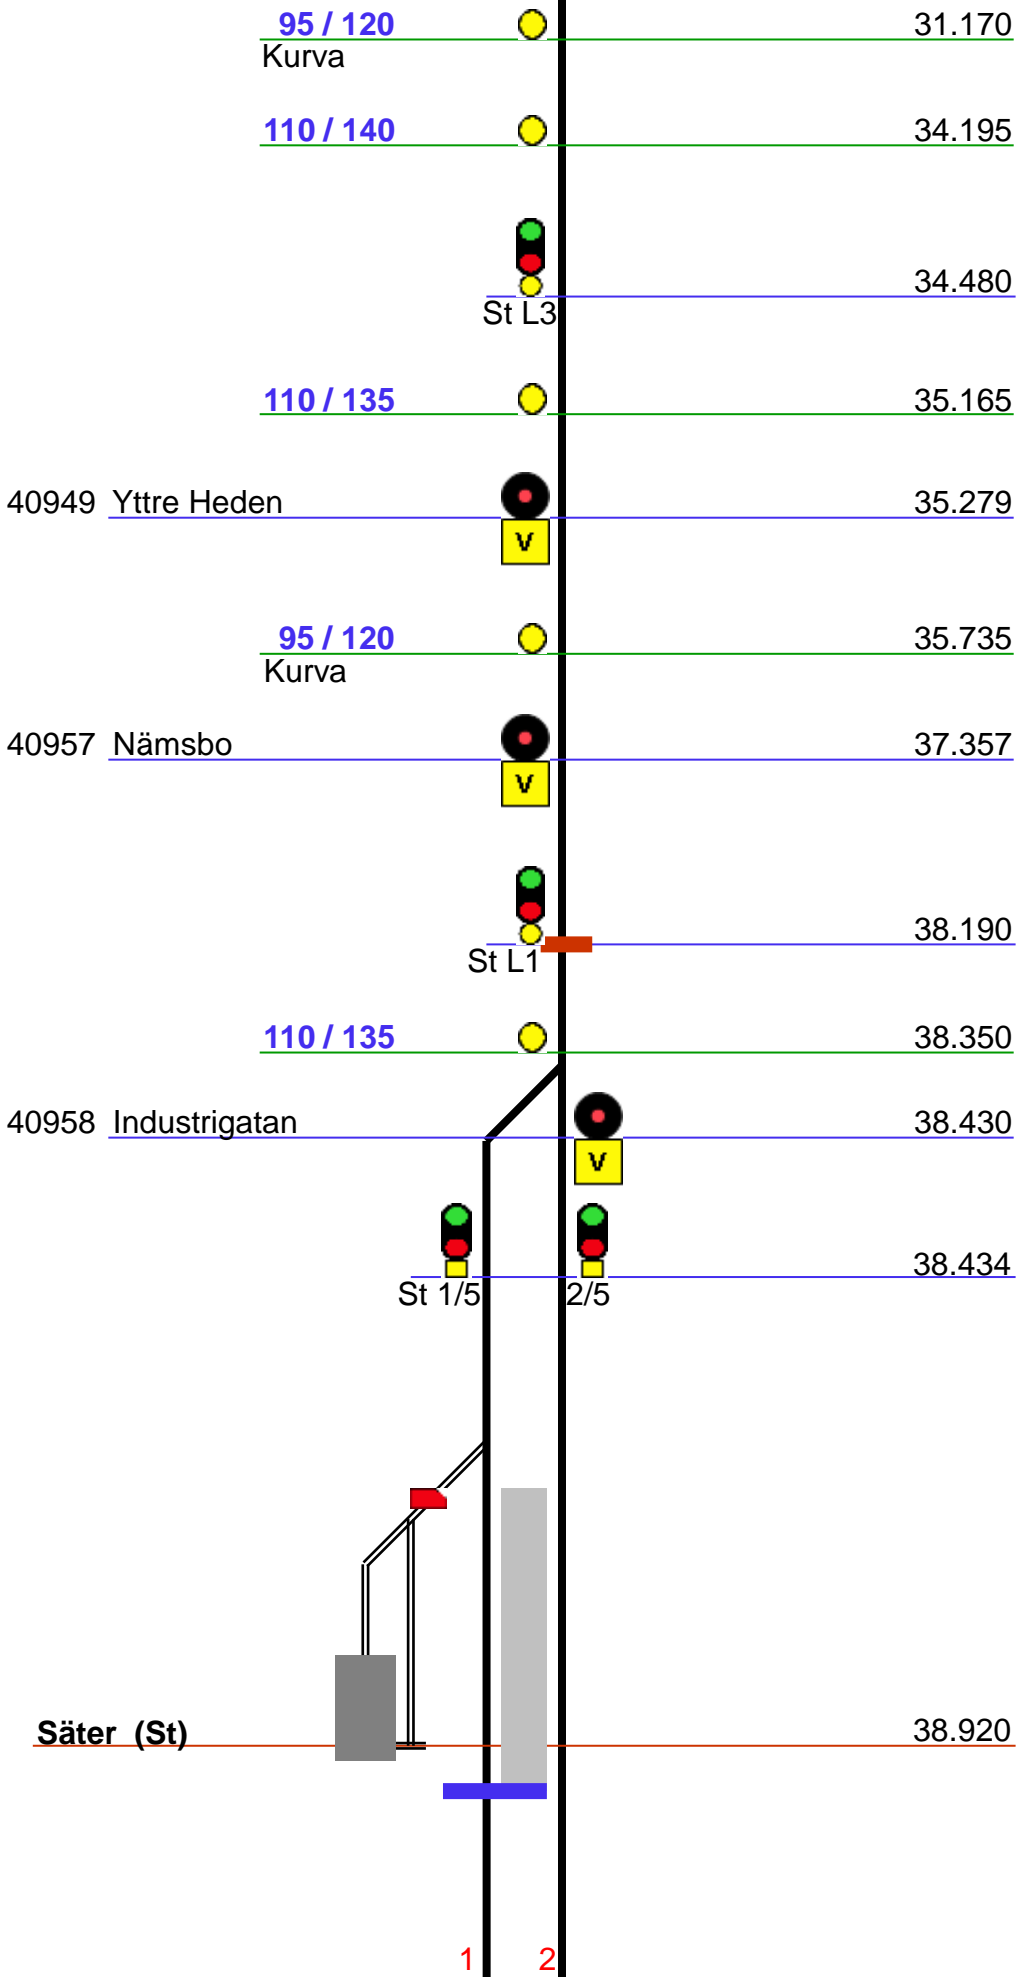 95 / 120 31.170
Kurva
110 / 140 34.195
34.480
St L3
110 / 135 35.165
40949 Yttre Heden 35.279
V
95 / 120 35.735
Kurva
40957 Nämsbo 37.357
V
38.190
St L1
110 / 135 38.350
40958 Industrigatan 38.430
V
38.434
St 1/5 2/5
Säter (St) 38.920
1 2